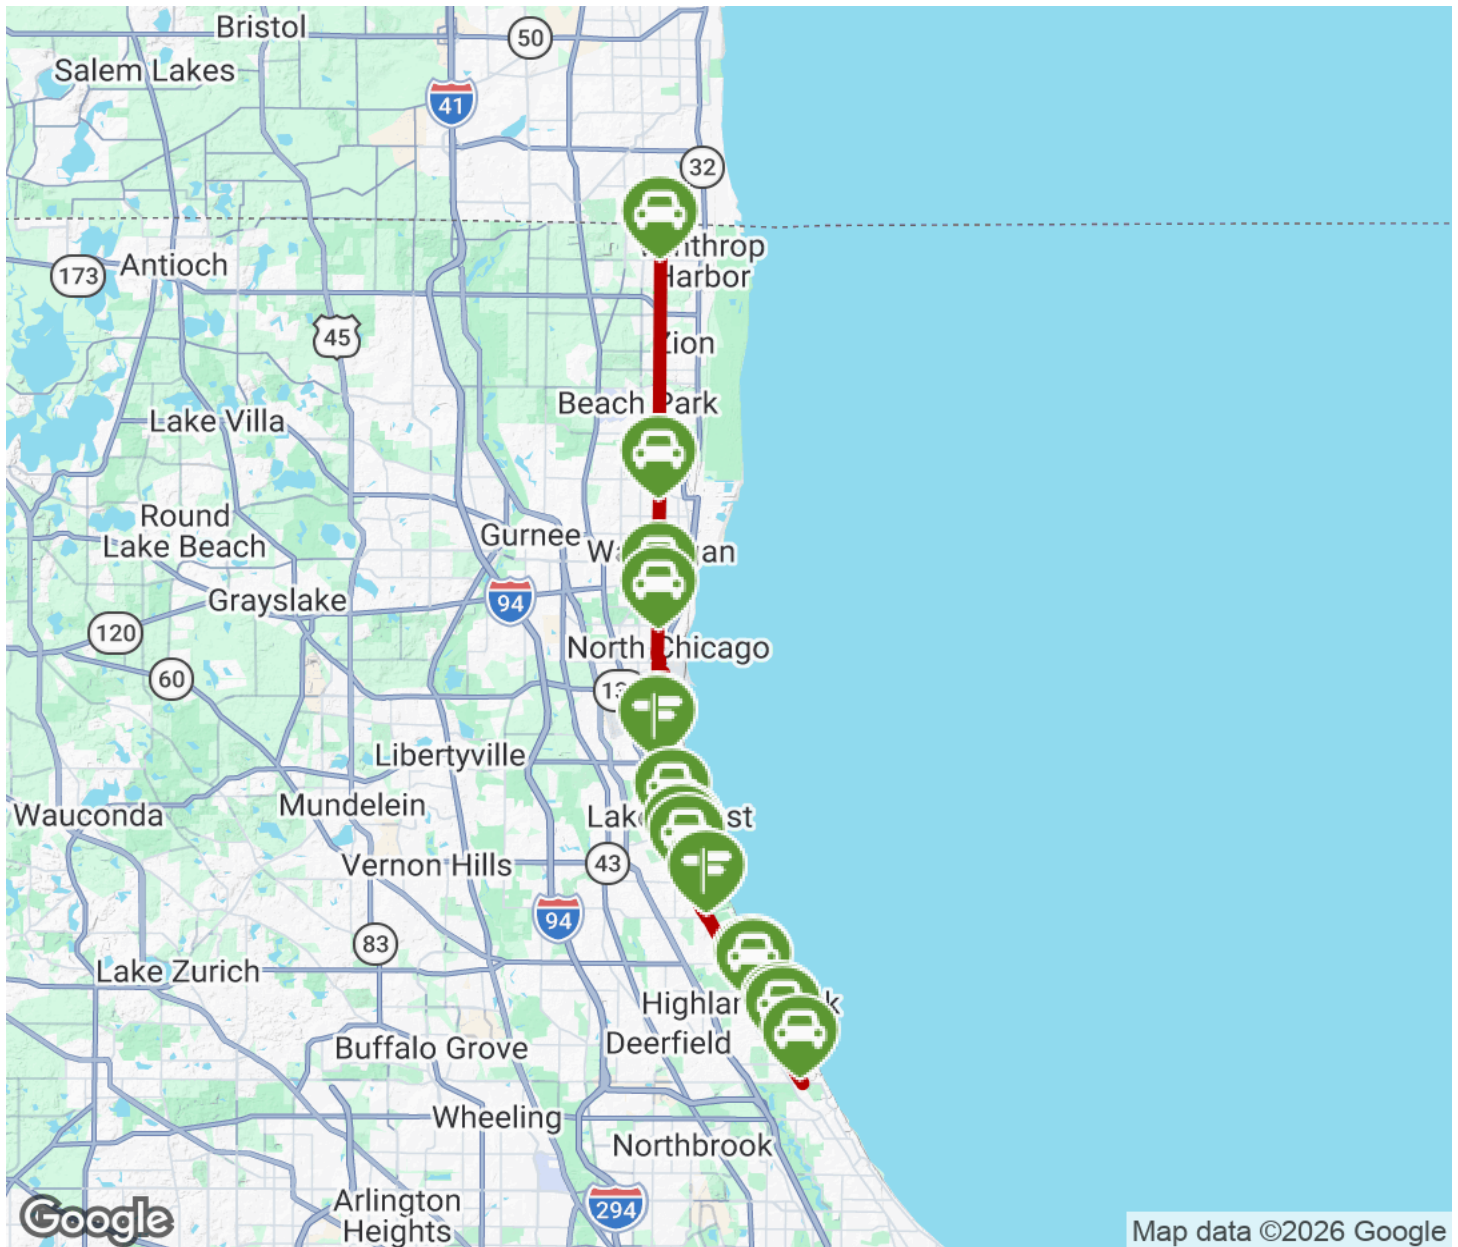 Bristol
50
Salem Lakes
41
32
Harbor
173
Antioch
45
Zion
Beach Park
Lake Villa
Round
Lake Beach
Gurnee
Grayslake
94
120
North Chicago
60
Libertyville
Mundelein
Wauconda
Vernon Hills
43
94
83
Lake Zurich
Deerfield
Buffalo Grove
Wheeling
Northbrook
Arlington
Heights
294
Google
Map data ©2026 Google